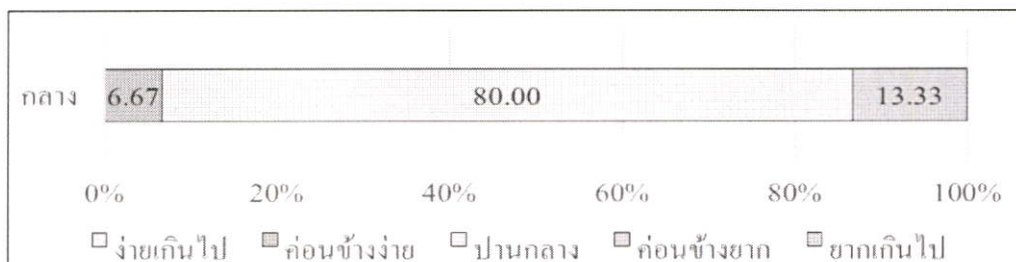 กลาง 6.67 80.00 13.33
0% 20% 40% 60% 80% 100%
ง่ายเกินไป ค่อนข้างง่าย ปานกลาง ค่อนข้างยาก ยากเกินไป